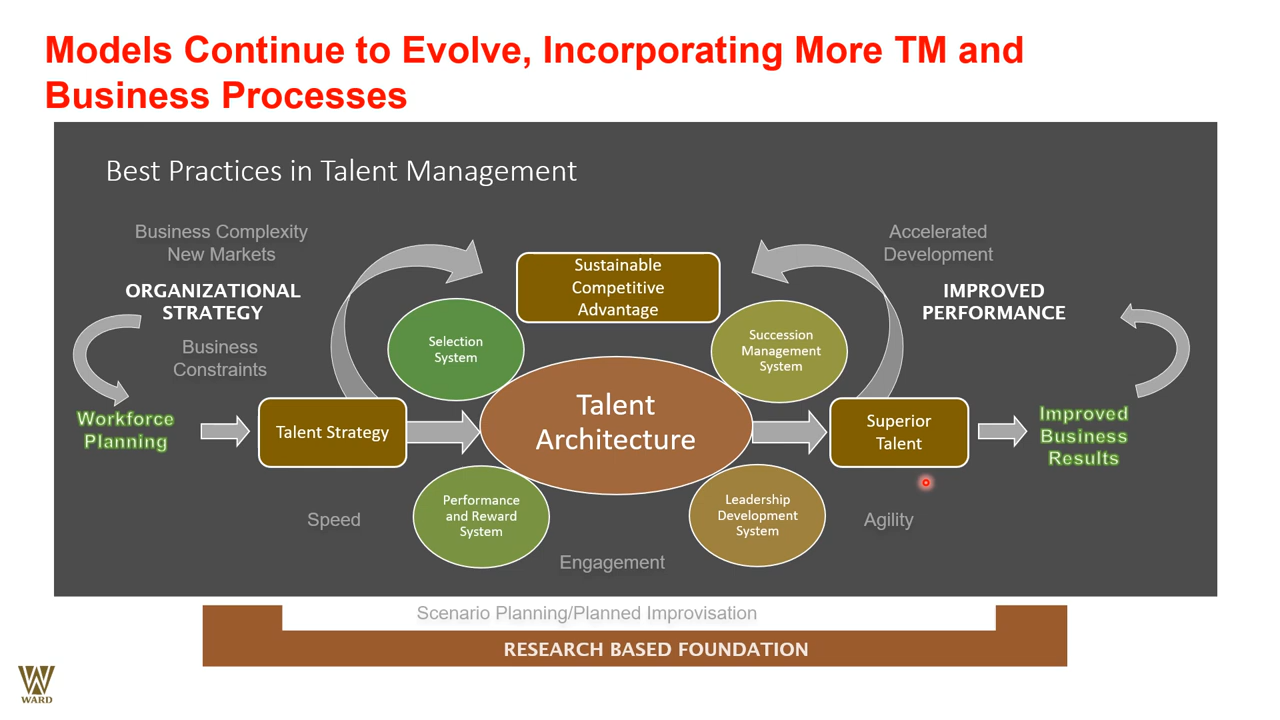 Models Continue to Evolve, Incorporating More TM and
Business Processes
Best Practices in Talent Management
Business Complexity
New Markets
ORGANIZATIONAL
STRATEGY
Business
Constraints
Workforce
Planning
Talent Strategy
Selection
System
Sustainable
Competitive
Advantage
Succession
Management
System
Talent
Architecture
Performance
and Reward
System
Leadership
Development
System
Accelerated
Development
IMPROVED
PERFORMANCE
Superior
Talent
Improved
Business
Results
Speed
Engagement
Agility
Scenario Planning/Planned Improvisation
RESEARCH BASED FOUNDATION
WARD